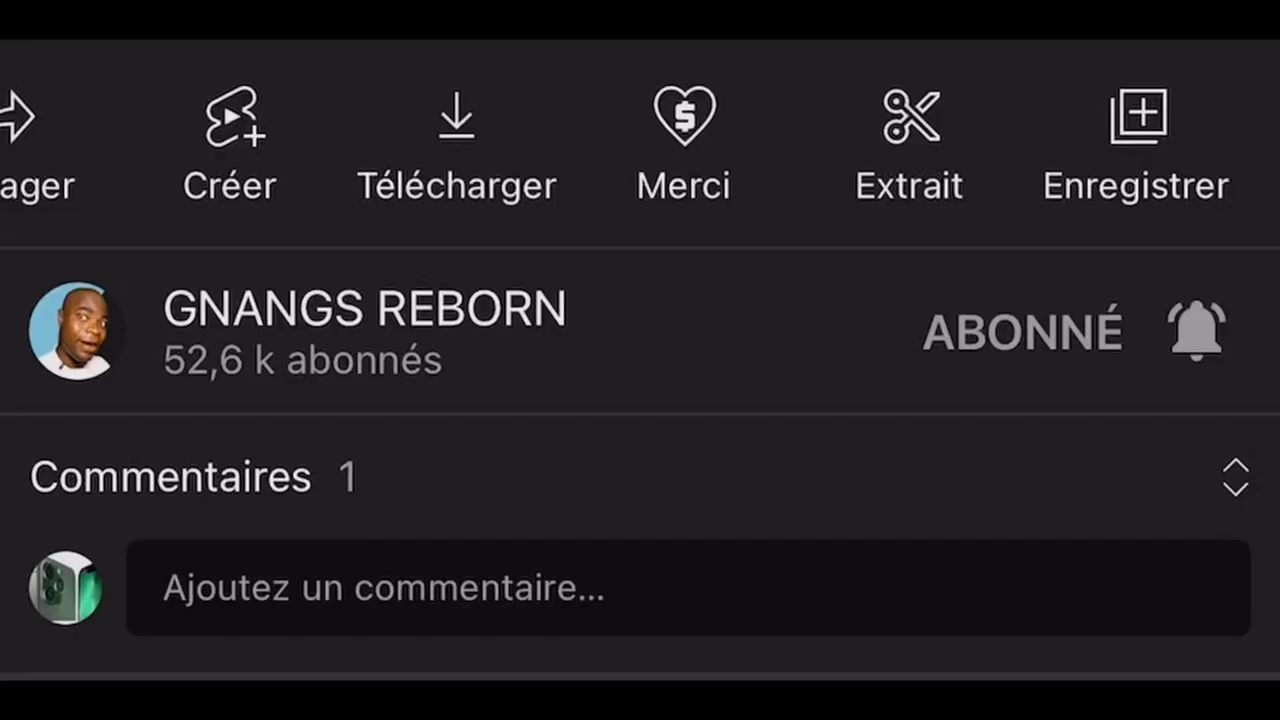 ager Créer Télécharger Merci Extrait Enregistrer
GNANGS REBORN
52,6 k abonnés
ABONNÉ
Commentaires 1
Ajoutez un commentaire...